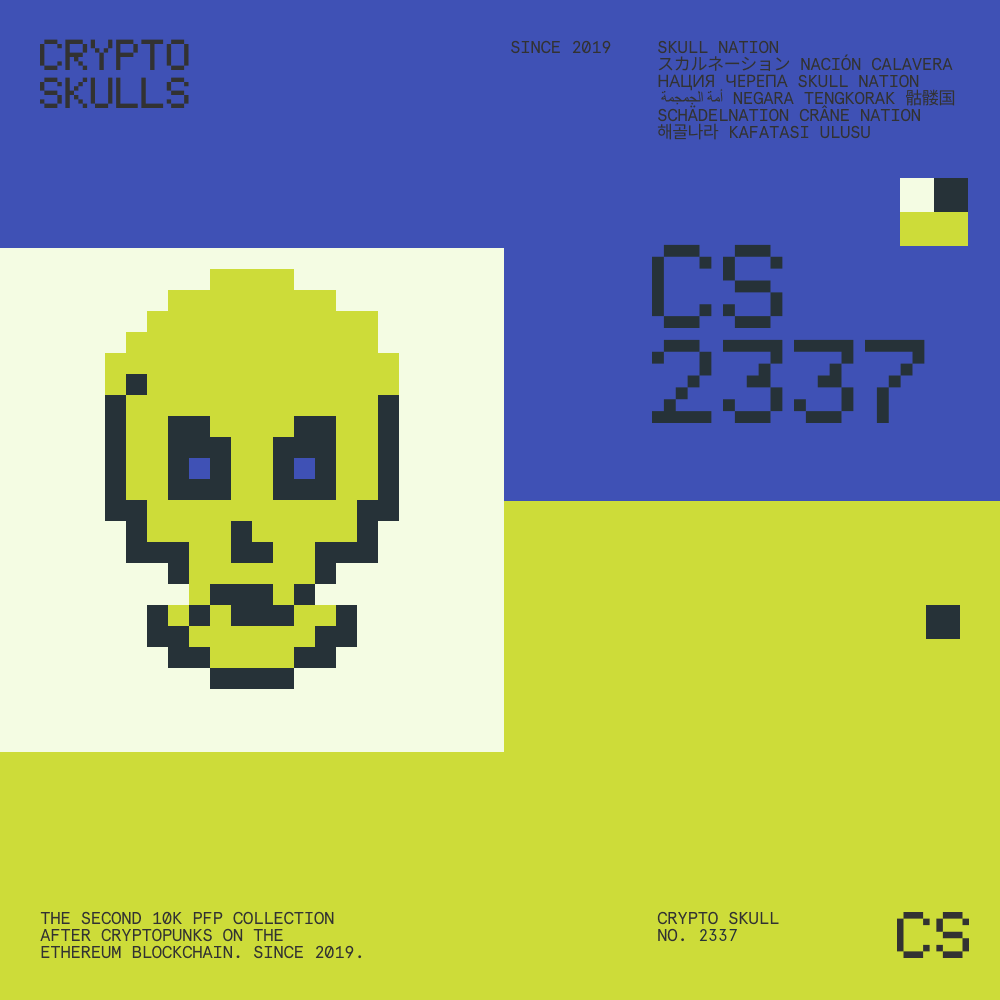 CRYPTO
SKULLS
SINCE 2019
SKULL NATION
スカルネーション NACIÓN CALAVERA
НАЦИЯ ЧЕРЕПА SKULL NATION
أمة الجمجمة NEGARA TENGKORAK 骷髅国
SCHÄDELNATION CRÂNE NATION
해골나라 KAFATASI ULUSU
CS
2337
THE SECOND 10K PFP COLLECTION
AFTER CRYPTOPUNKS ON THE
ETHEREUM BLOCKCHAIN. SINCE 2019.
CRYPTO SKULL
NO. 2337
CS